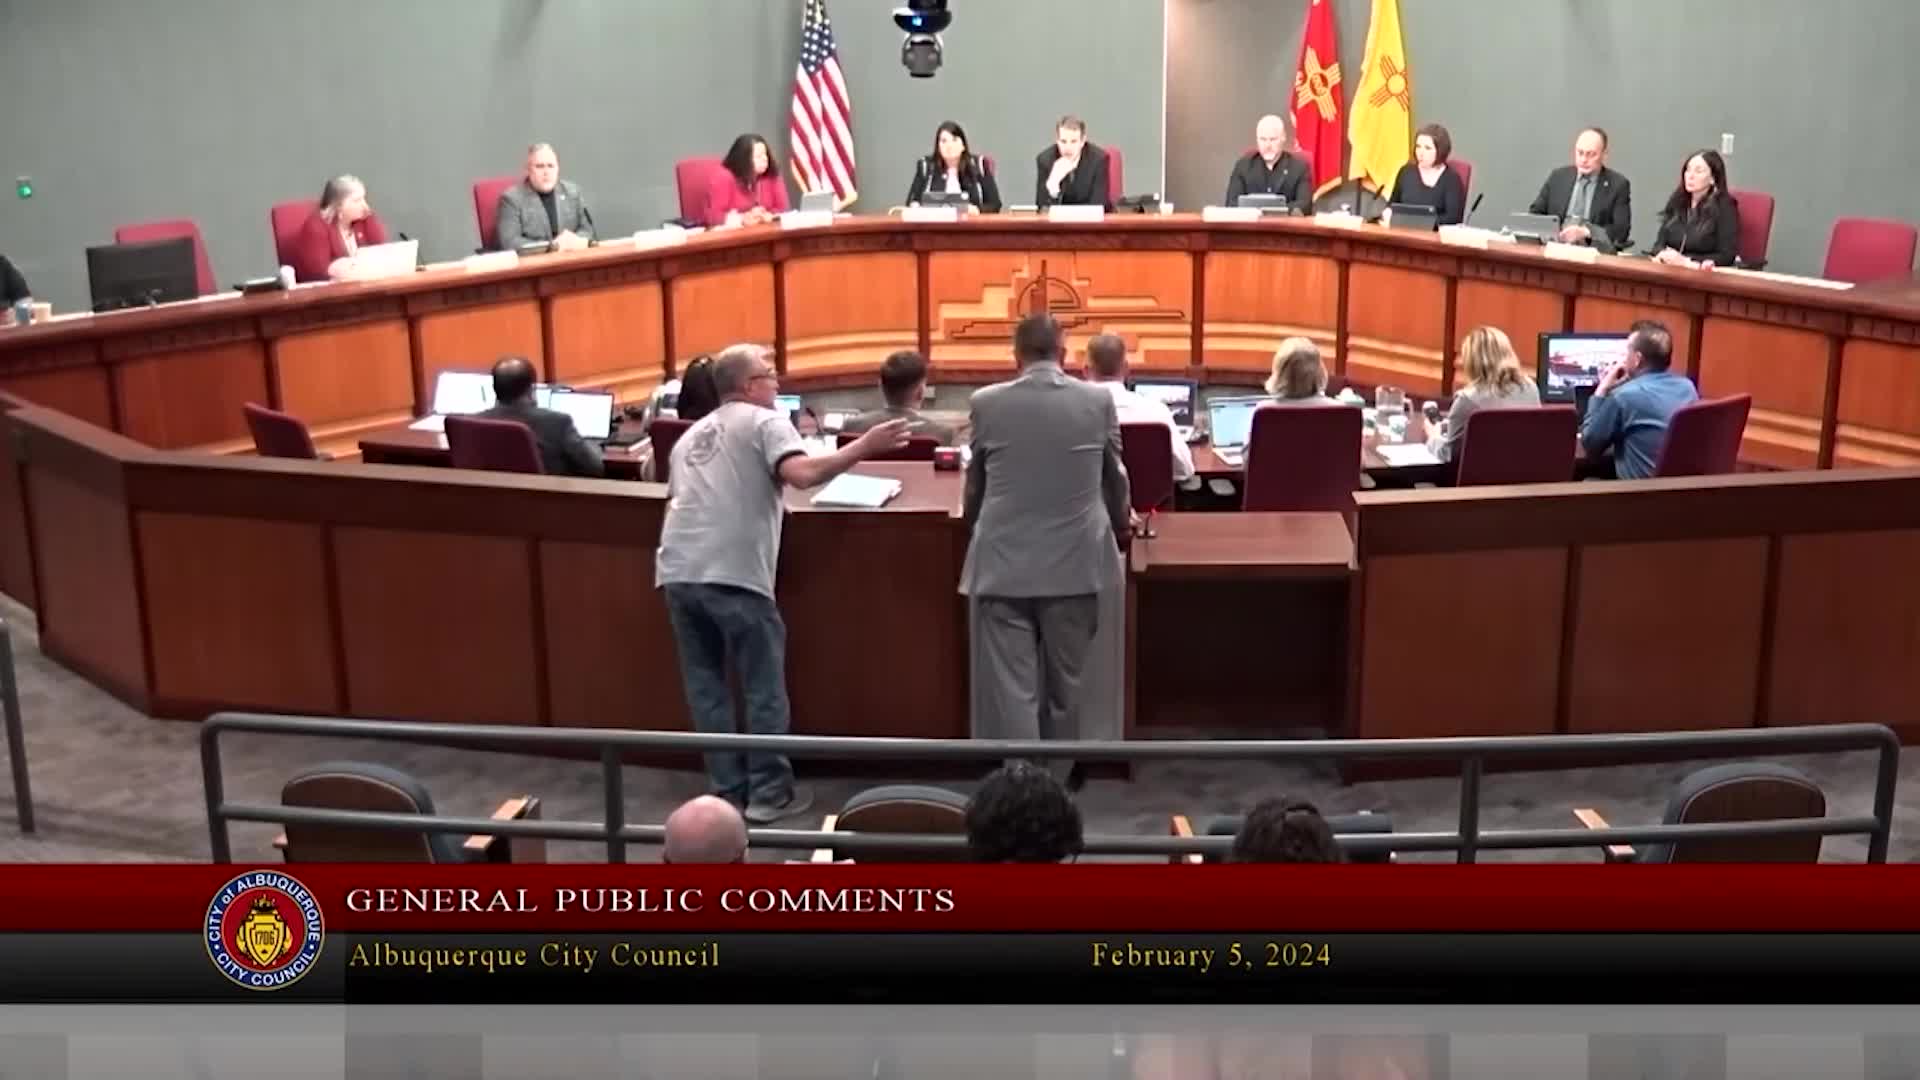 GENERAL PUBLIC COMMENTS
Albuquerque City Council
February 5, 2024
CITY of ALBUQUERQUE
1706
CITY COUNCIL